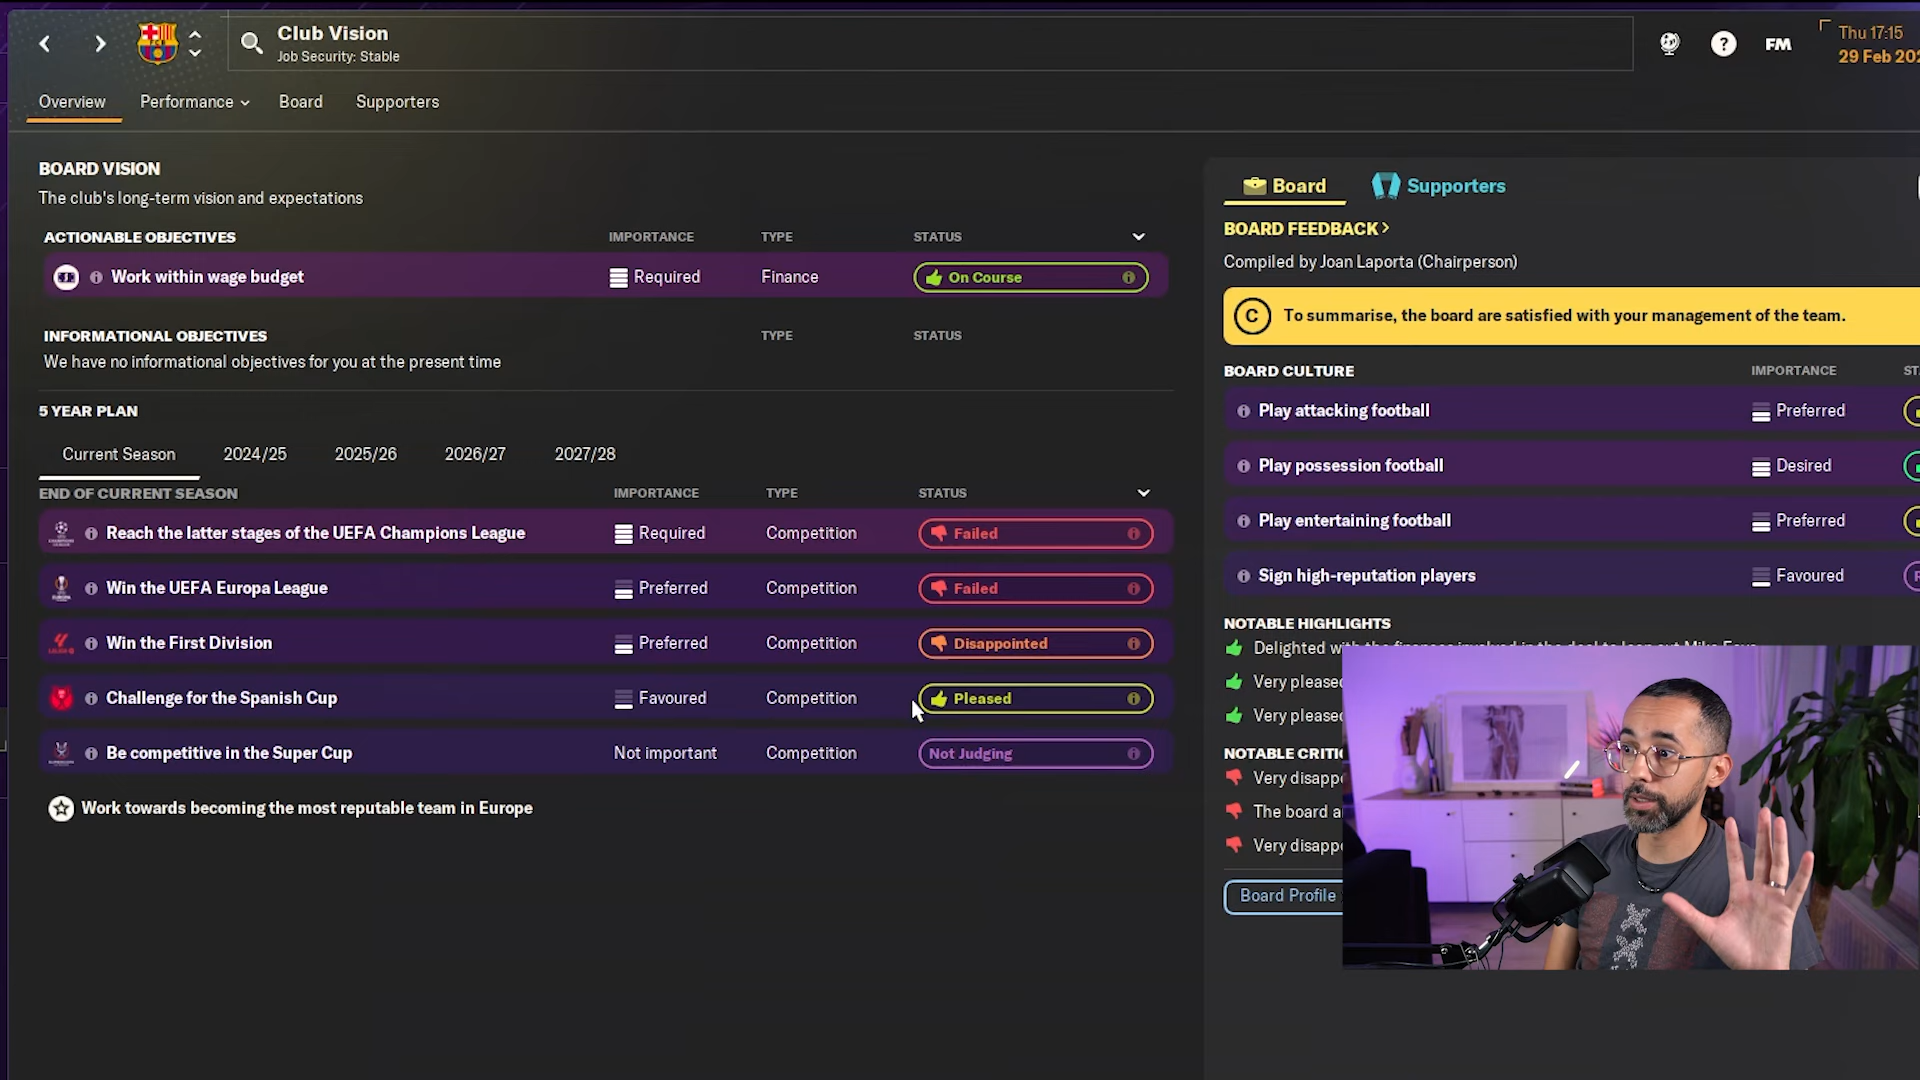 Club Vision
Job Security: Stable
FM
Thu 17:15
29 Feb
Overview
Performance
Board
Supporters
BOARD VISION
The club's long-term vision and expectations
ACTIONABLE OBJECTIVES IMPORTANCE TYPE STATUS
Work within wage budget Required Finance On Course
INFORMATIONAL OBJECTIVES TYPE STATUS
We have no informational objectives for you at the present time
5 YEAR PLAN
Current Season 2024/25 2025/26 2026/27 2027/28
END OF CURRENT SEASON IMPORTANCE TYPE STATUS
Reach the latter stages of the UEFA Champions League Required Competition Failed
Win the UEFA Europa League Preferred Competition Failed
Win the First Division Preferred Competition Disappointed
Challenge for the Spanish Cup Favoured Competition Pleased
Be competitive in the Super Cup Not important Competition Not Judging
Work towards becoming the most reputable team in Europe
Board Supporters
BOARD FEEDBACK >
Compiled by Joan Laporta (Chairperson)
C To summarise, the board are satisfied with your management of the team.
BOARD CULTURE IMPORTANCE
Play attacking football Preferred
Play possession football Desired
Play entertaining football Preferred
Sign high-reputation players Favoured
NOTABLE HIGHLIGHTS
Delighted
Very pleased
Very pleased
NOTABLE
Very
The board
Very
Board Profile